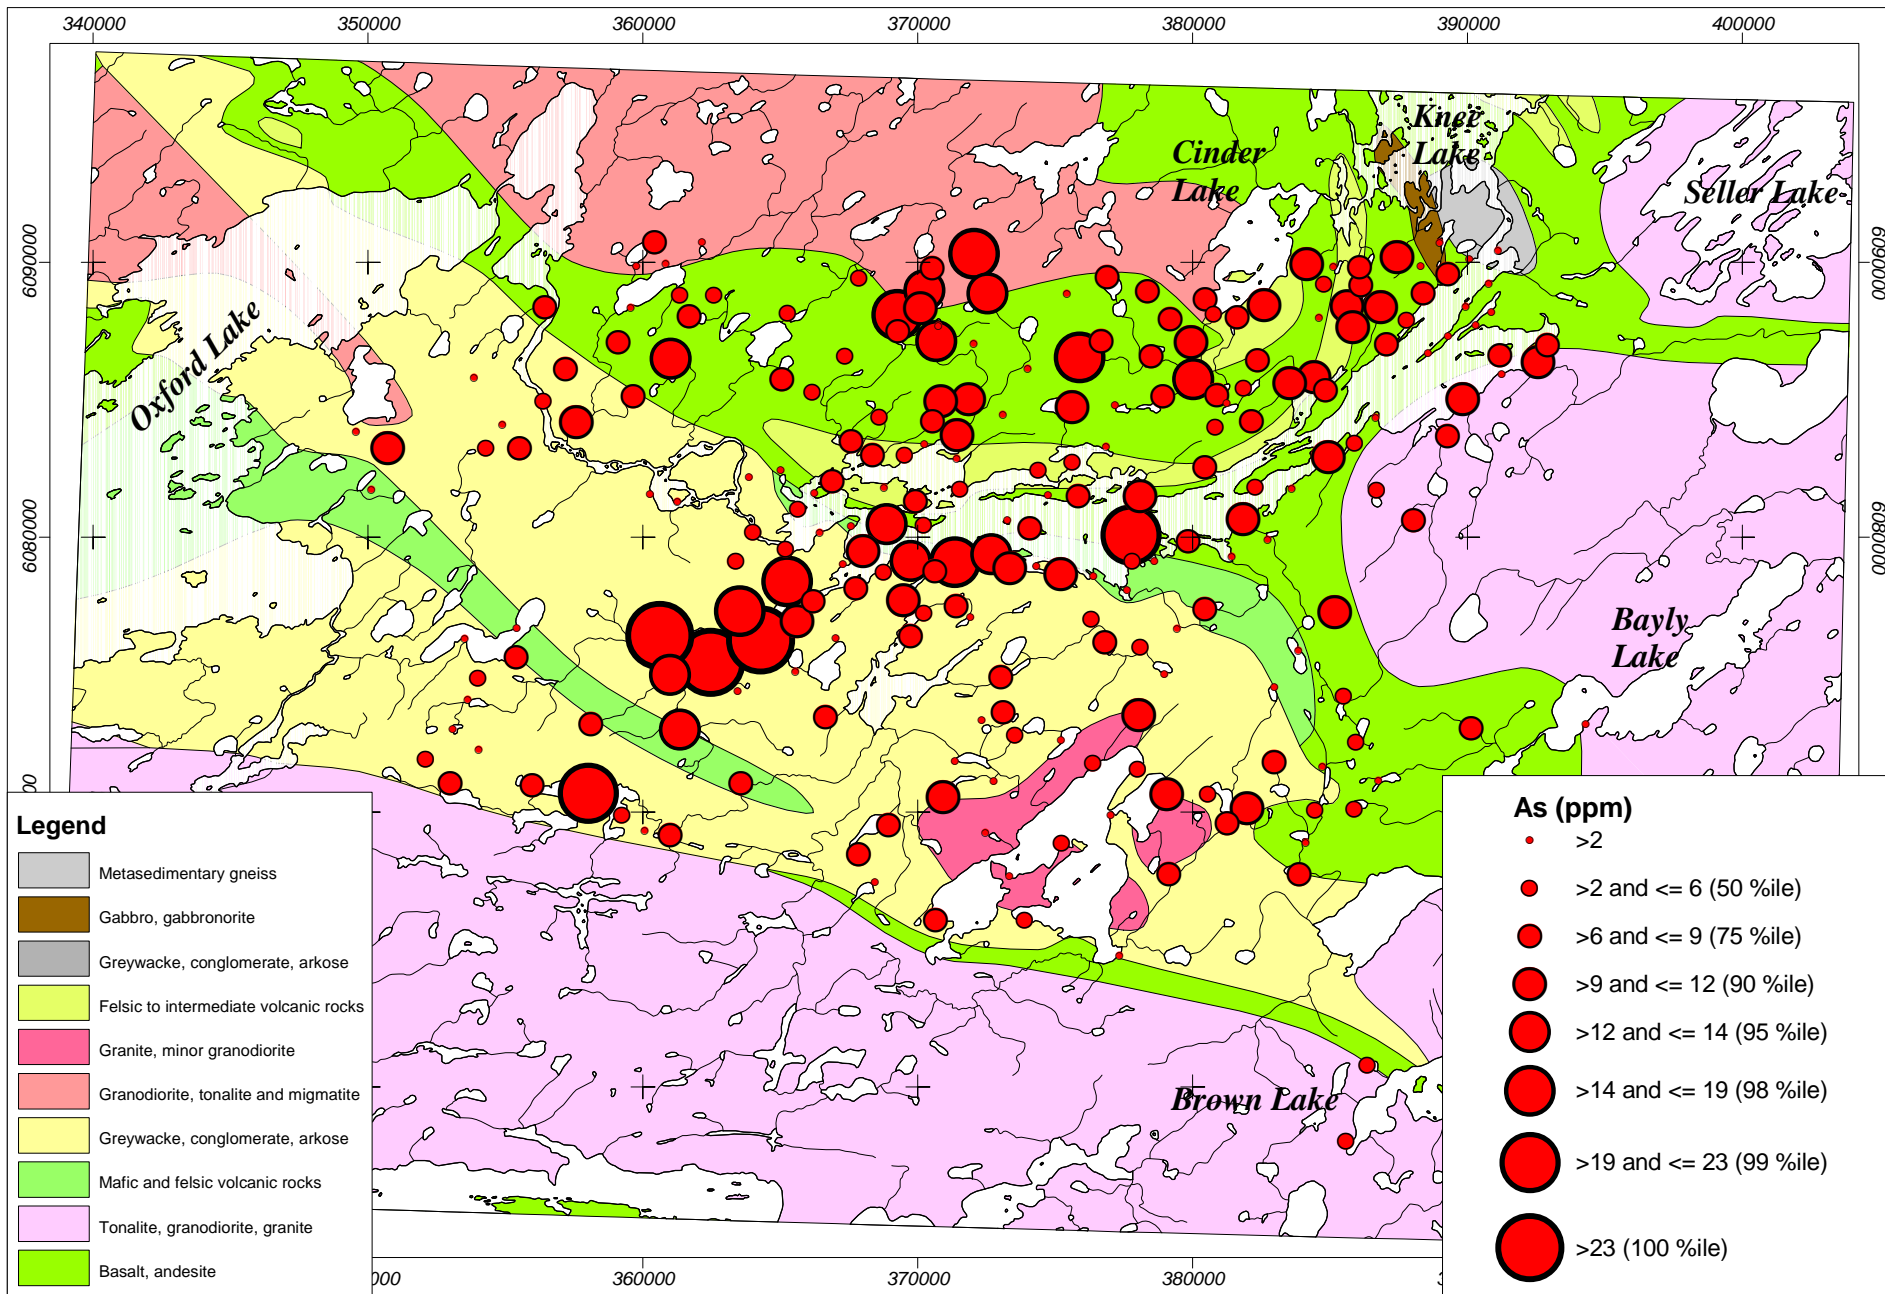 340000 350000 360000 370000 380000 390000 400000
Knee
Lake
Cinder
Lake
Seller Lake
6090000
6090000
Oxford Lake
6080000
6080000
Bayly
Lake
Brown Lake
00
Legend
Metasedimentary gneiss
Gabbro, gabbronorite
Greywacke, conglomerate, arkose
Felsic to intermediate volcanic rocks
Granite, minor granodiorite
Granodiorite, tonalite and migmatite
Greywacke, conglomerate, arkose
Mafic and felsic volcanic rocks
Tonalite, granodiorite, granite
Basalt, andesite
As (ppm)
>2
>2 and <= 6 (50 %ile)
>6 and <= 9 (75 %ile)
>9 and <= 12 (90 %ile)
>12 and <= 14 (95 %ile)
>14 and <= 19 (98 %ile)
>19 and <= 23 (99 %ile)
>23 (100 %ile)
360000 370000 380000